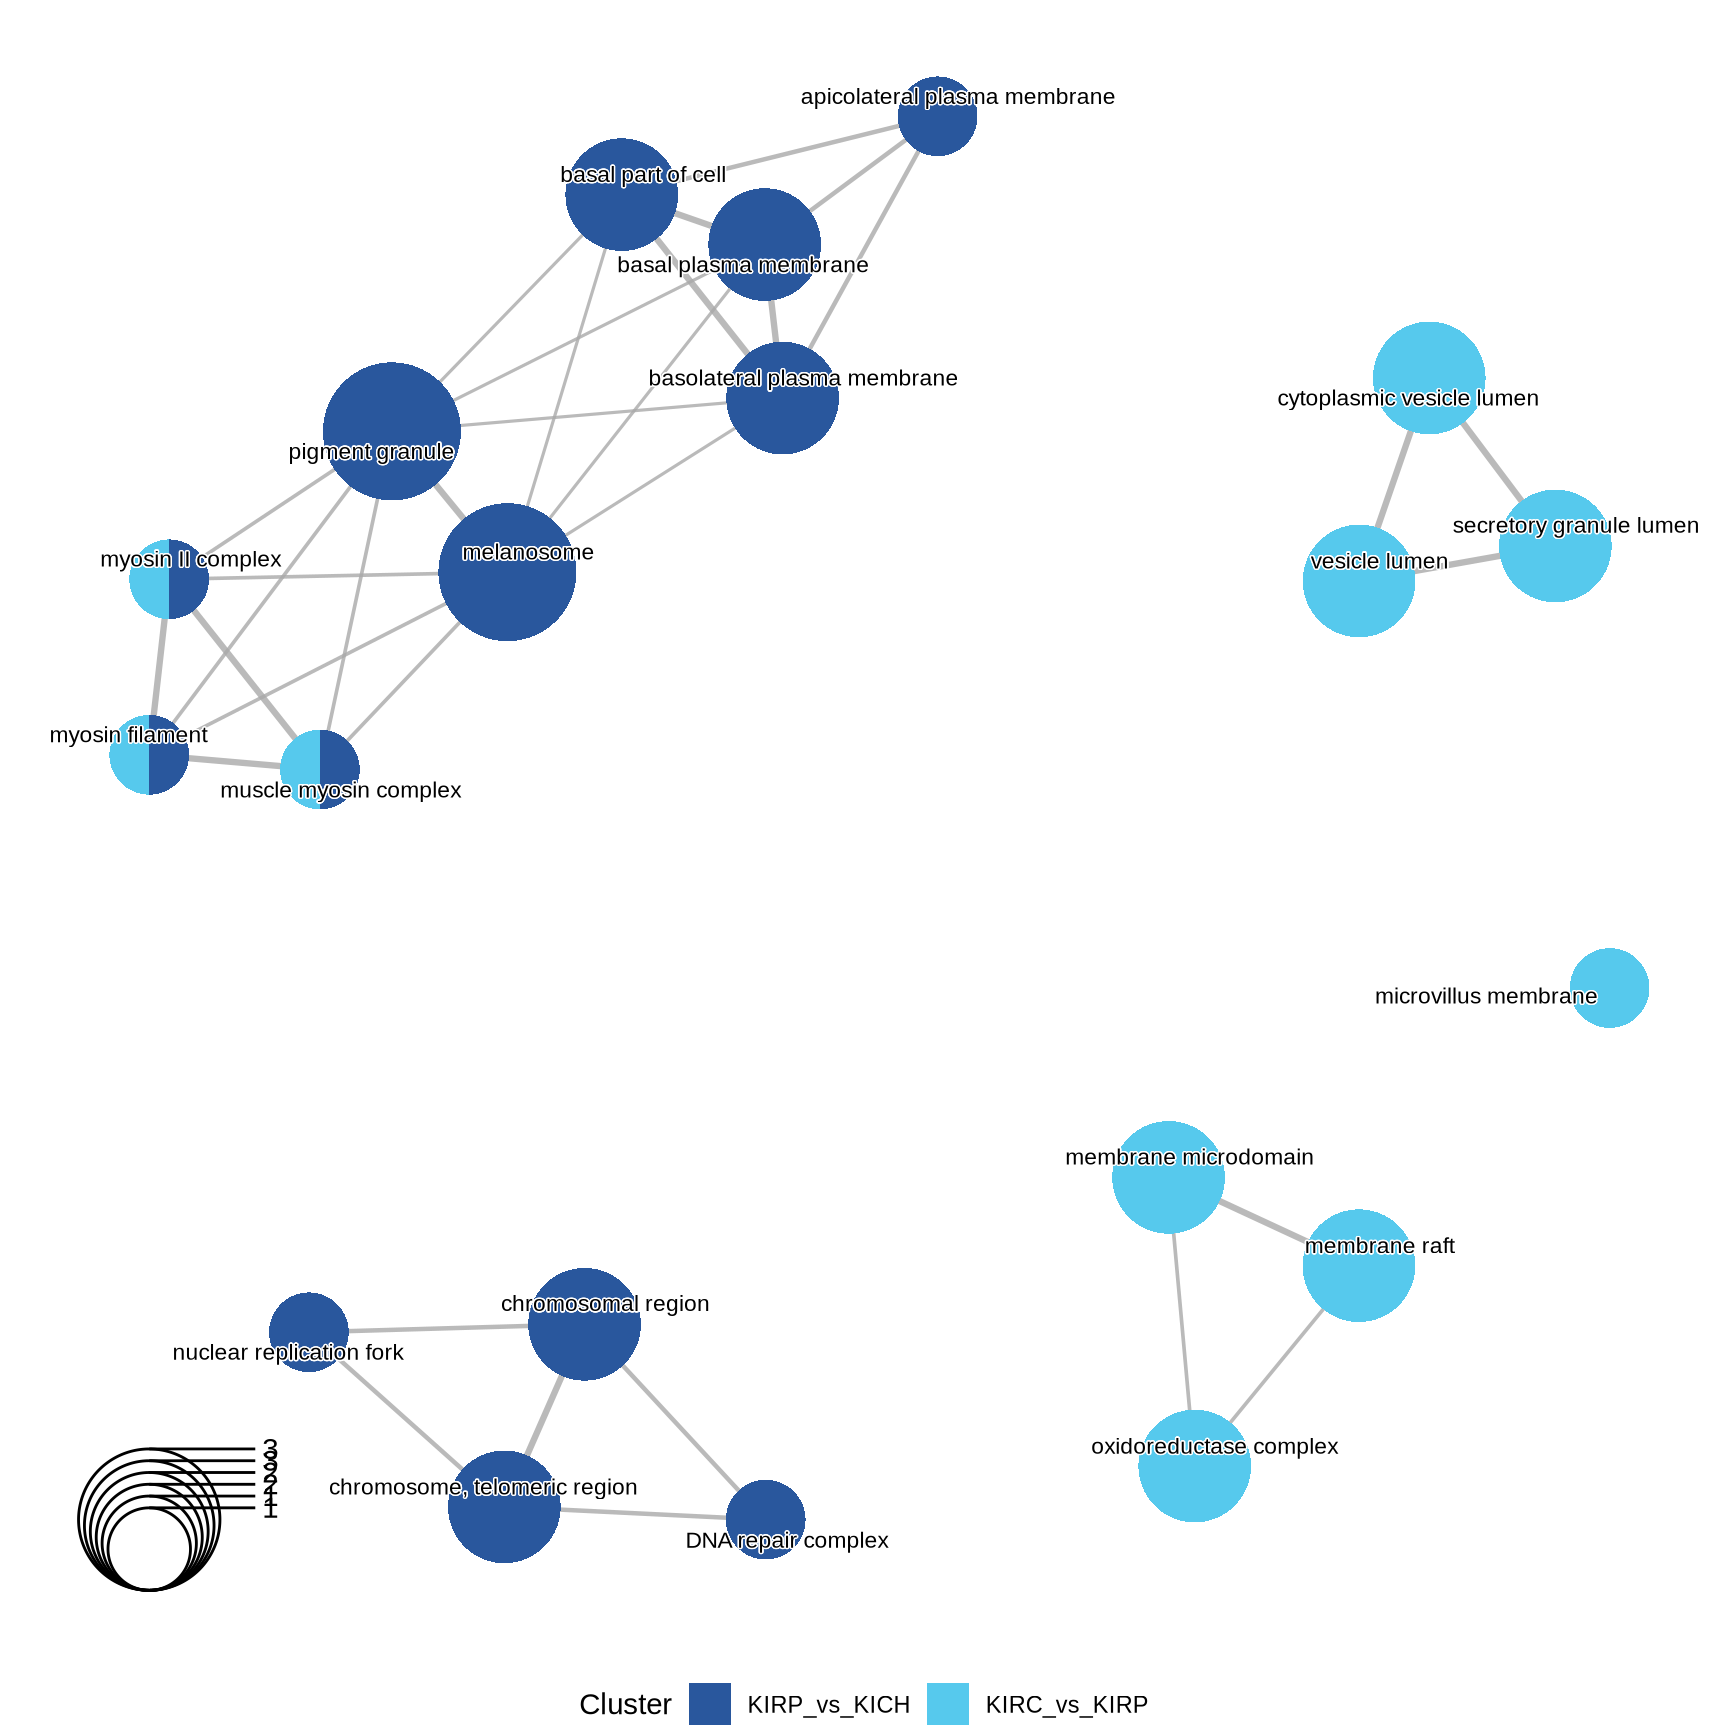 apicolateral plasma membrane
basal part of cell
basal plasma membrane
basolateral plasma membrane
cytoplasmic vesicle lumen
pigment granule
secretory granule lumen
melanosome
myosin II complex
vesicle lumen
myosin filament
muscle myosin complex
microvillus membrane
membrane microdomain
membrane raft
chromosomal region
nuclear replication fork
oxidoreductase complex
3
3
2
2
1
1
chromosome, telomeric region
DNA repair complex
Cluster KIRP_vs_KICH KIRC_vs_KIRP